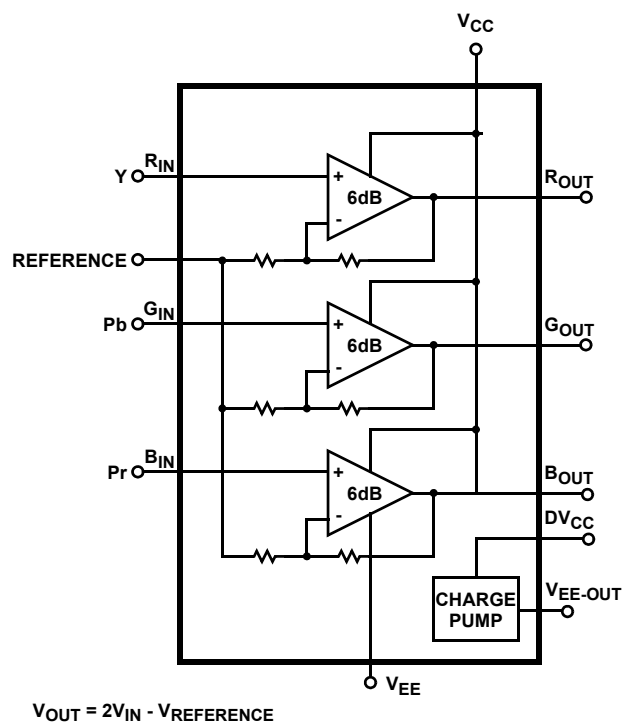 VCC
RIN
Y
+
6dB
-
ROUT
REFERENCE
GIN
Pb
+
6dB
-
GOUT
BIN
Pr
+
6dB
-
BOUT
DVCC
CHARGE
PUMP
VEE-OUT
VEE
VOUT = 2VIN - VREFERENCE